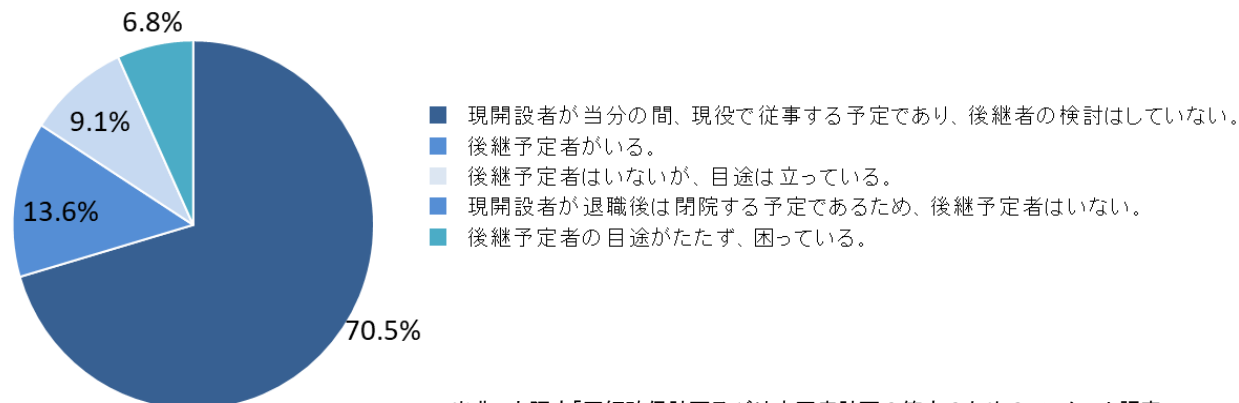 6.8%
9.1%
13.6%
70.5%
現開設者が当分の間、現役で従事する予定であり、後継者の検討はしていない。
後継予定者がいる。
後継予定者はいないが、目途は立っている。
現開設者が退職後は閉院する予定であるため、後継予定者はいない。
後継予定者の目途がたたず、困っている。